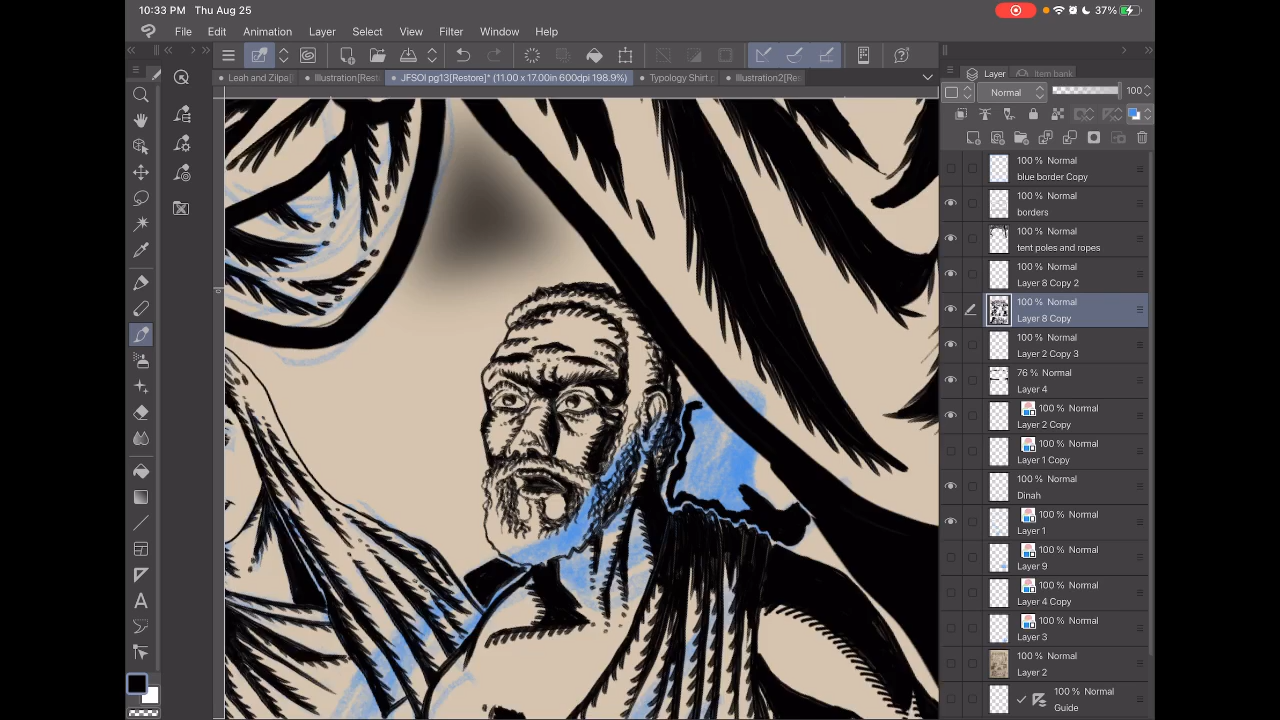 10:33 PM Thu Aug 25
37%
File Edit Animation Layer Select View Filter Window Help
Leah and Zilpa[ Illustration[Rest JFSOI pg13[Restore]* (11.00 x 17.00in 600dpi 198.9%) Typology Shirt. Illustration2[Res
Layer Item bank
Normal 100
100 % Normal
blue border Copy
100 % Normal
borders
100 % Normal
tent poles and ropes
100 % Normal
Layer 8 Copy 2
100 % Normal
Layer 8 Copy
100 % Normal
Layer 2 Copy 3
76 % Normal
Layer 4
100 % Normal
Layer 2 Copy
100 % Normal
Layer 1 Copy
100 % Normal
Dinah
100 % Normal
Layer 1
100 % Normal
Layer 9
100 % Normal
Layer 4 Copy
100 % Normal
Layer 3
100 % Normal
Layer 2
100 % Normal
Guide